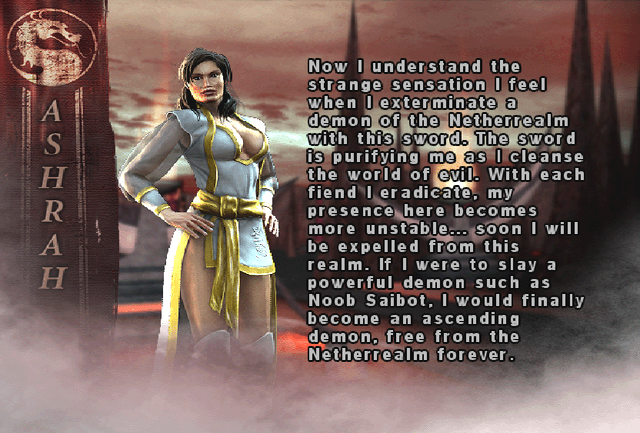 ASHRAH
Now I understand the
strange sensation I feel
when I exterminate a
demon of the Netherrealm
with this sword. The sword
is purifying me as I cleanse
the world of evil. With each
fiend I eradicate, my
presence here becomes
more unstable... soon I will
be expelled from this
realm. If I were to slay a
powerful demon such as
Noob Saibot, I would finally
become an ascending
demon, free from the
Netherrealm forever.